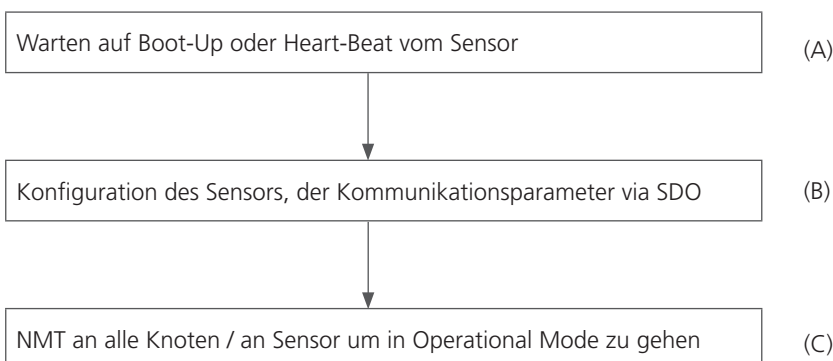 Warten auf Boot-Up oder Heart-Beat vom Sensor
(A)
Konfiguration des Sensors, der Kommunikationsparameter via SDO
(B)
NMT an alle Knoten / an Sensor um in Operational Mode zu gehen
(C)